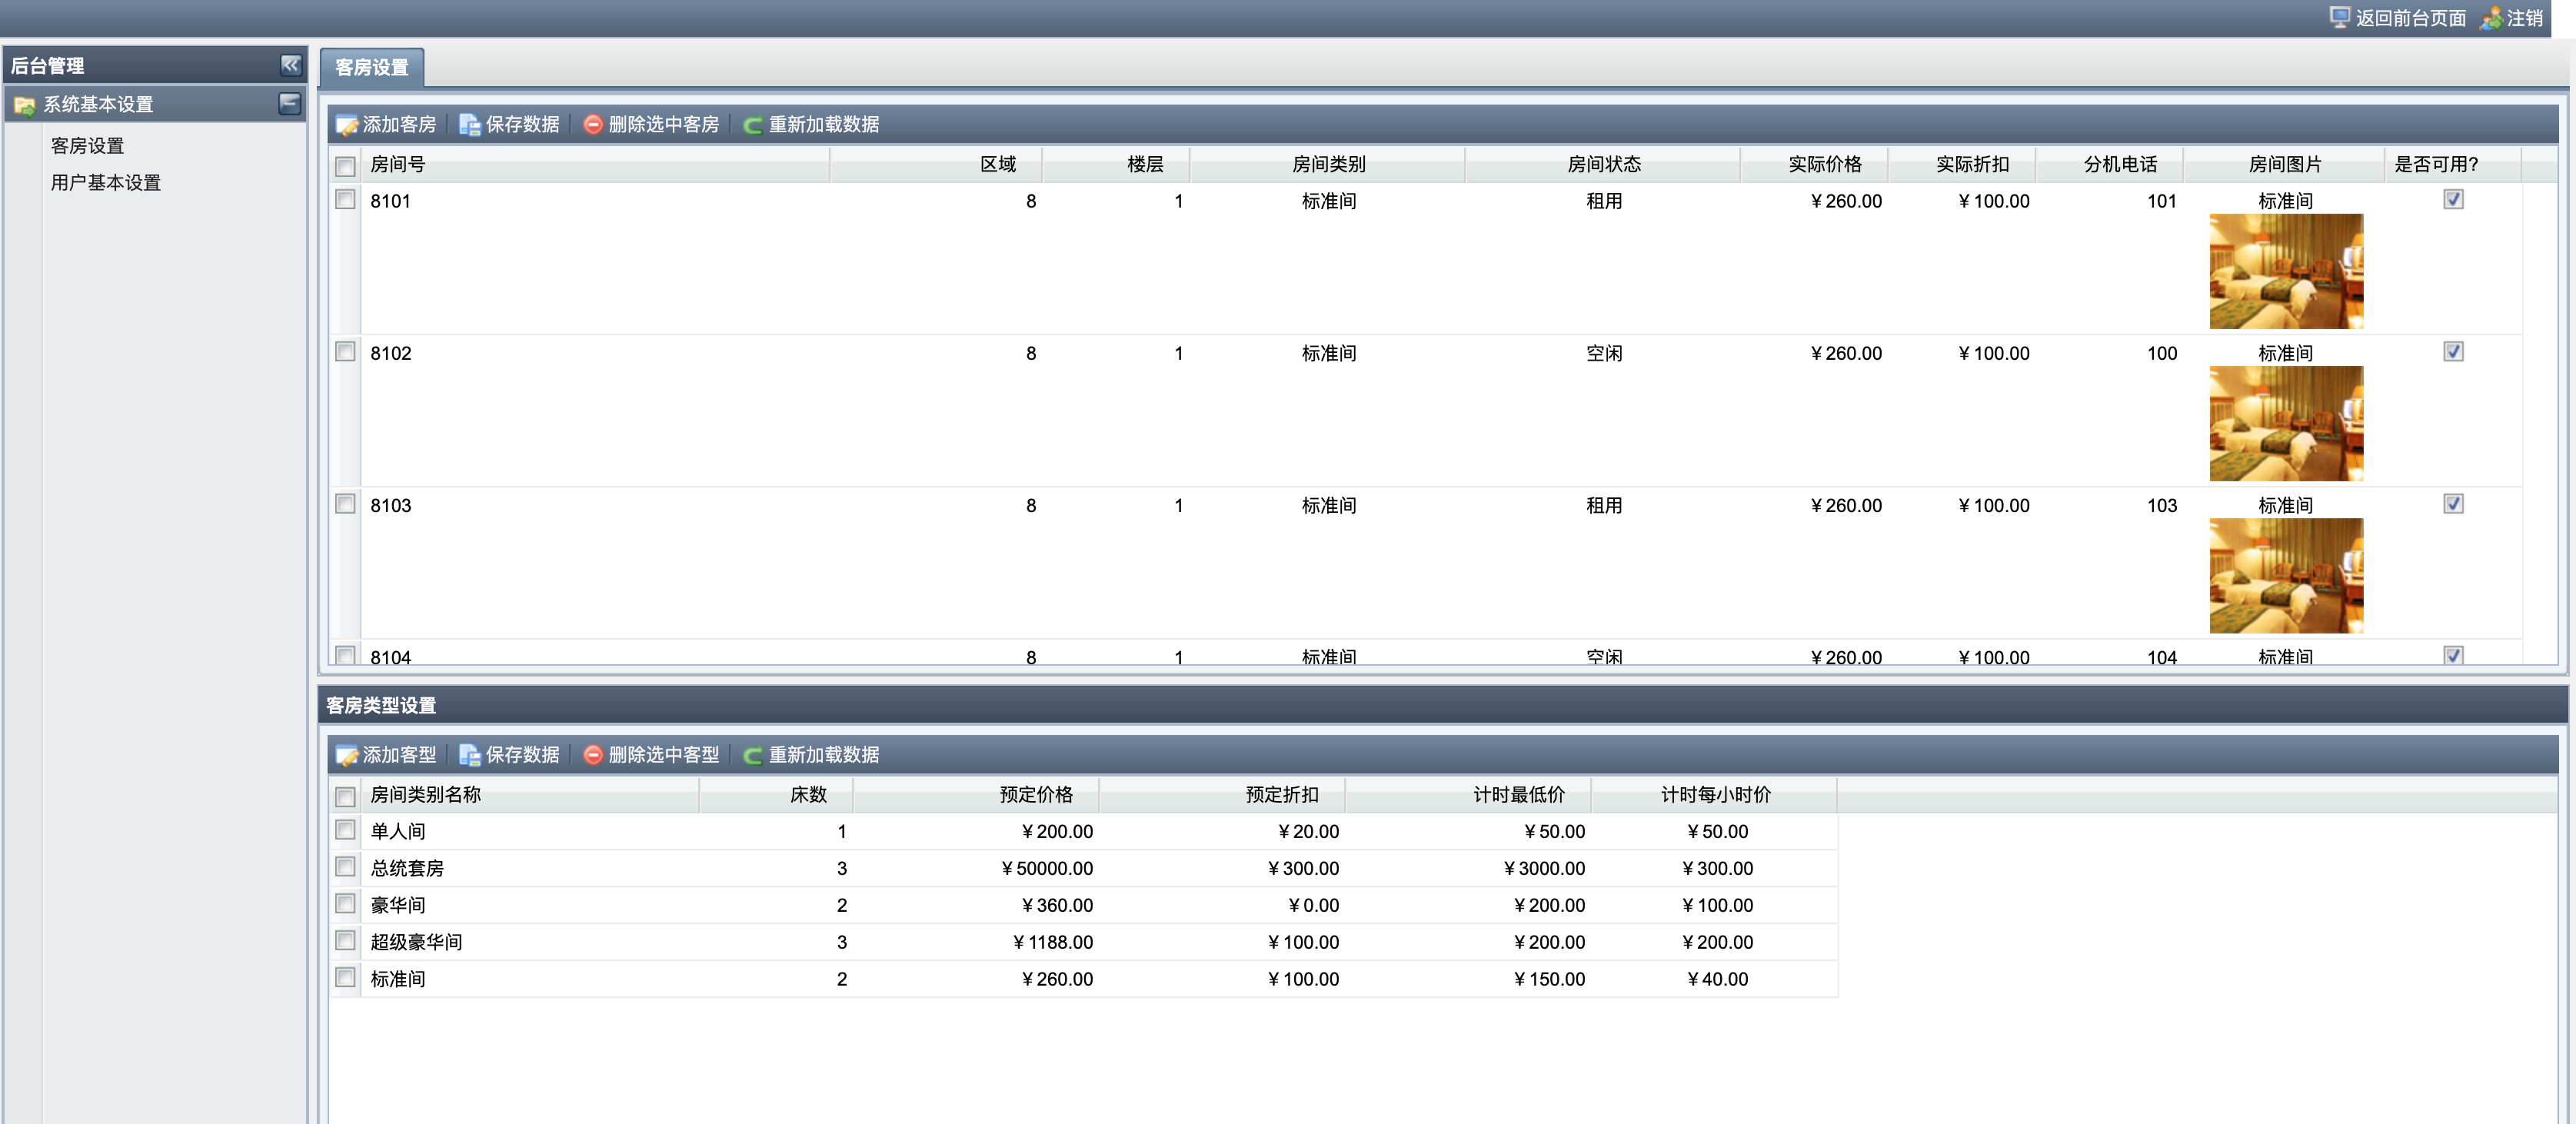 返回前台页面 注销
后台管理
系统基本设置
客房设置
用户基本设置
客房设置
添加客房 保存数据 删除选中客房 重新加载数据
房间号 区域 楼层 房间类别 房间状态 实际价格 实际折扣 分机电话 房间图片 是否可用?
8101 8 1 标准间 租用 ￥260.00 ￥100.00 101 标准间
8102 8 1 标准间 空闲 ￥260.00 ￥100.00 100 标准间
8103 8 1 标准间 租用 ￥260.00 ￥100.00 103 标准间
8104 8 1 标准间 空闲 ￥260.00 ￥100.00 104 标准间
客房类型设置
添加客型 保存数据 删除选中客型 重新加载数据
房间类别名称 床数 预定价格 预定折扣 计时最低价 计时每小时价
单人间 1 ￥200.00 ￥20.00 ￥50.00 ￥50.00
总统套房 3 ￥50000.00 ￥300.00 ￥3000.00 ￥300.00
豪华间 2 ￥360.00 ￥0.00 ￥200.00 ￥100.00
超级豪华间 3 ￥1188.00 ￥100.00 ￥200.00 ￥200.00
标准间 2 ￥260.00 ￥100.00 ￥150.00 ￥40.00